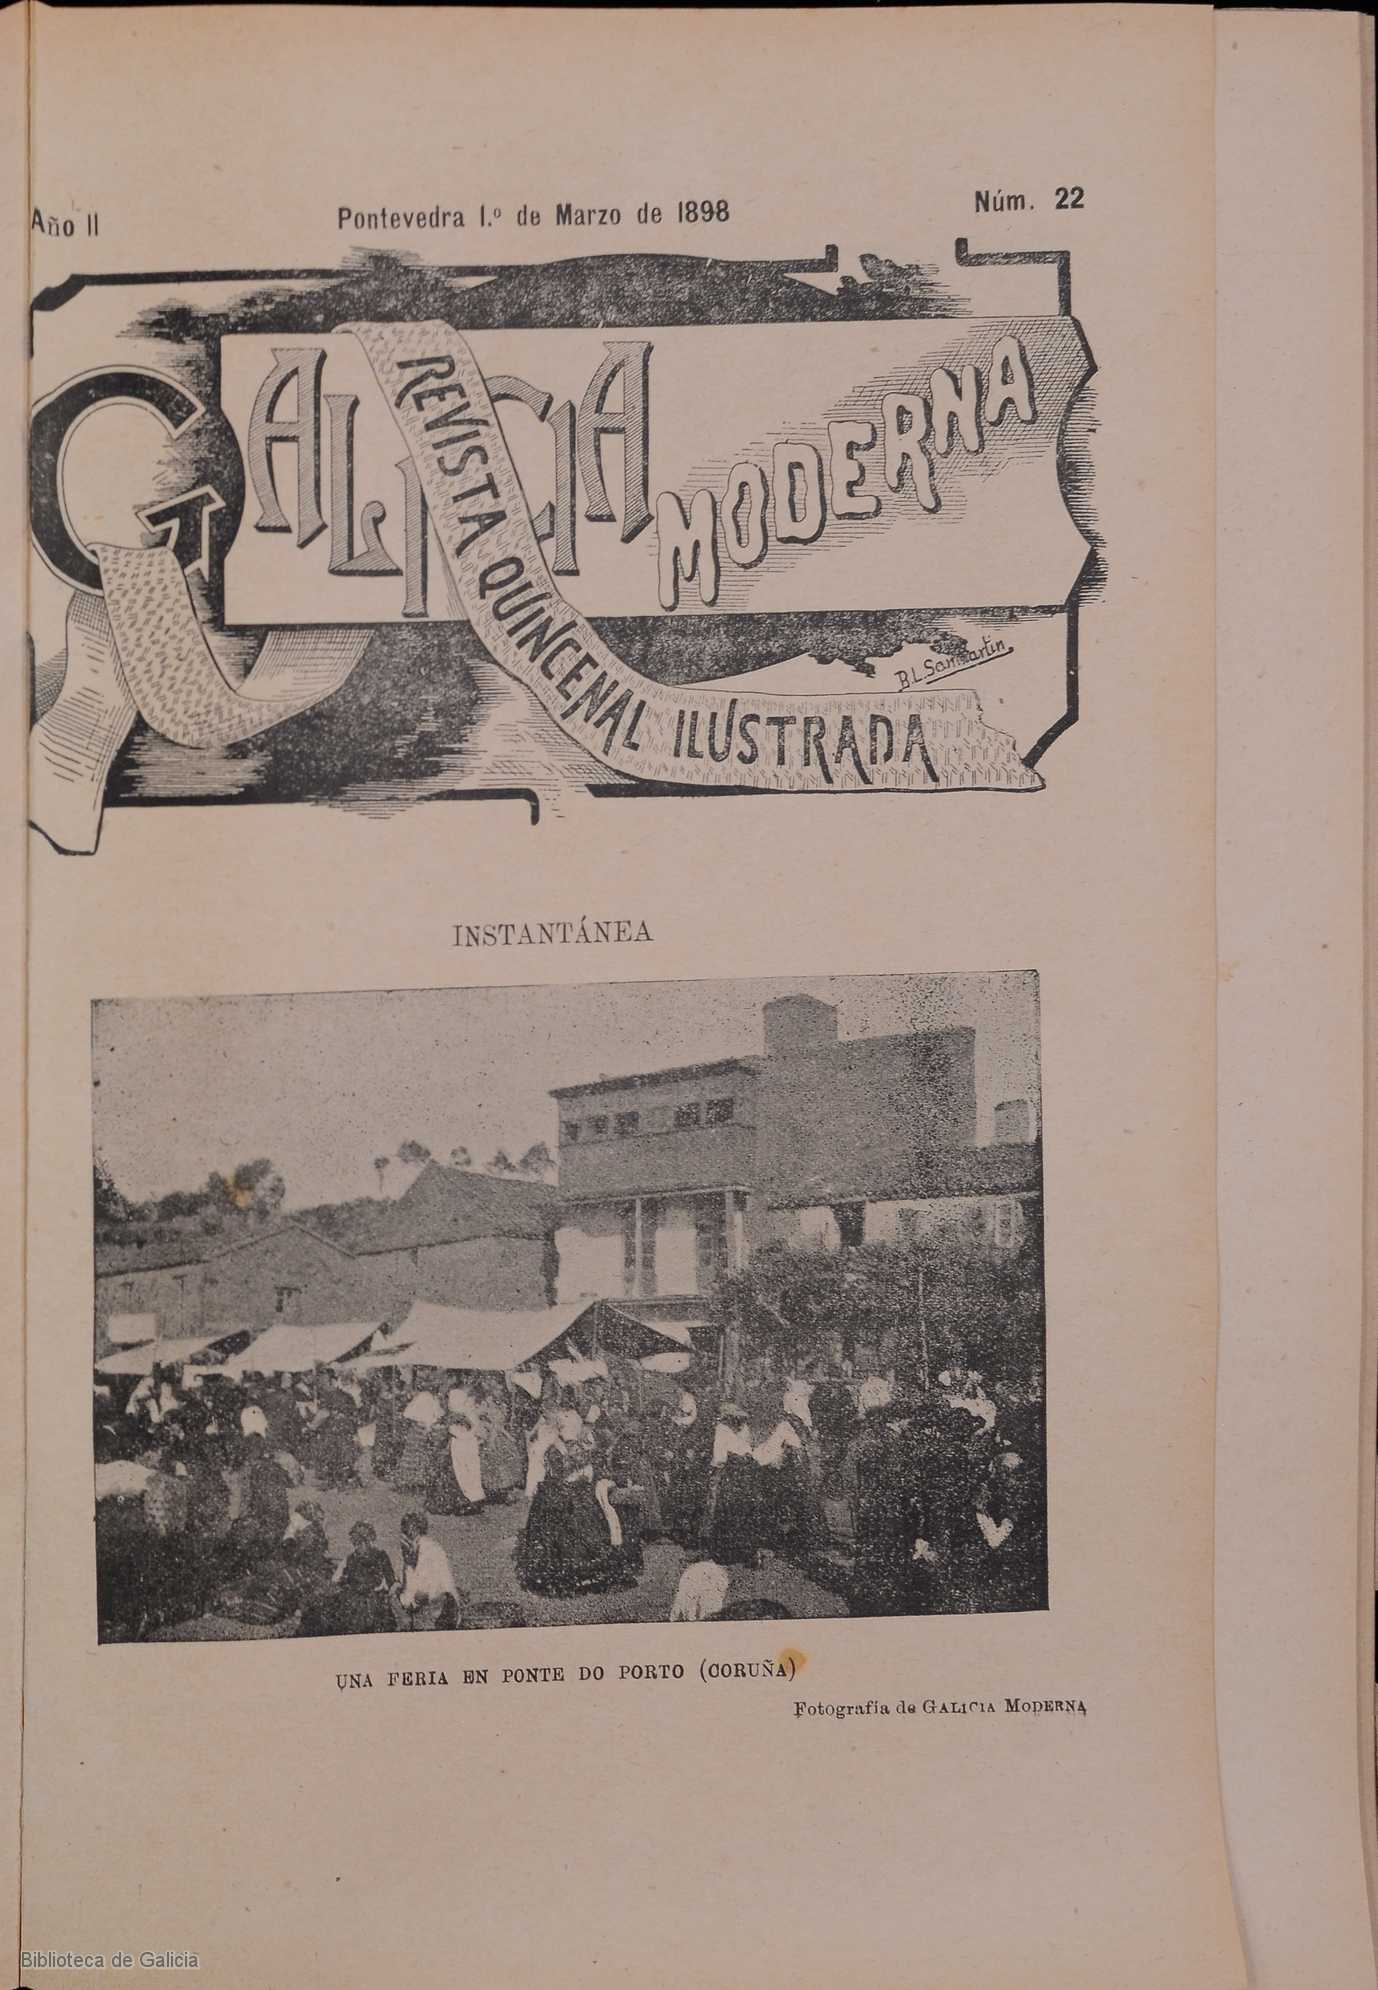 Año II
Pontevedra 1.º de Marzo de 1898
Núm. 22
GALICIA MODERNA
REVISTA QUINCENAL ILUSTRADA
B.L. Sanmartín
INSTANTÁNEA
UNA FERIA EN PONTE DO PORTO (CORUÑA)
Fotografía de GALICIA MODERNA
Biblioteca de Galicia